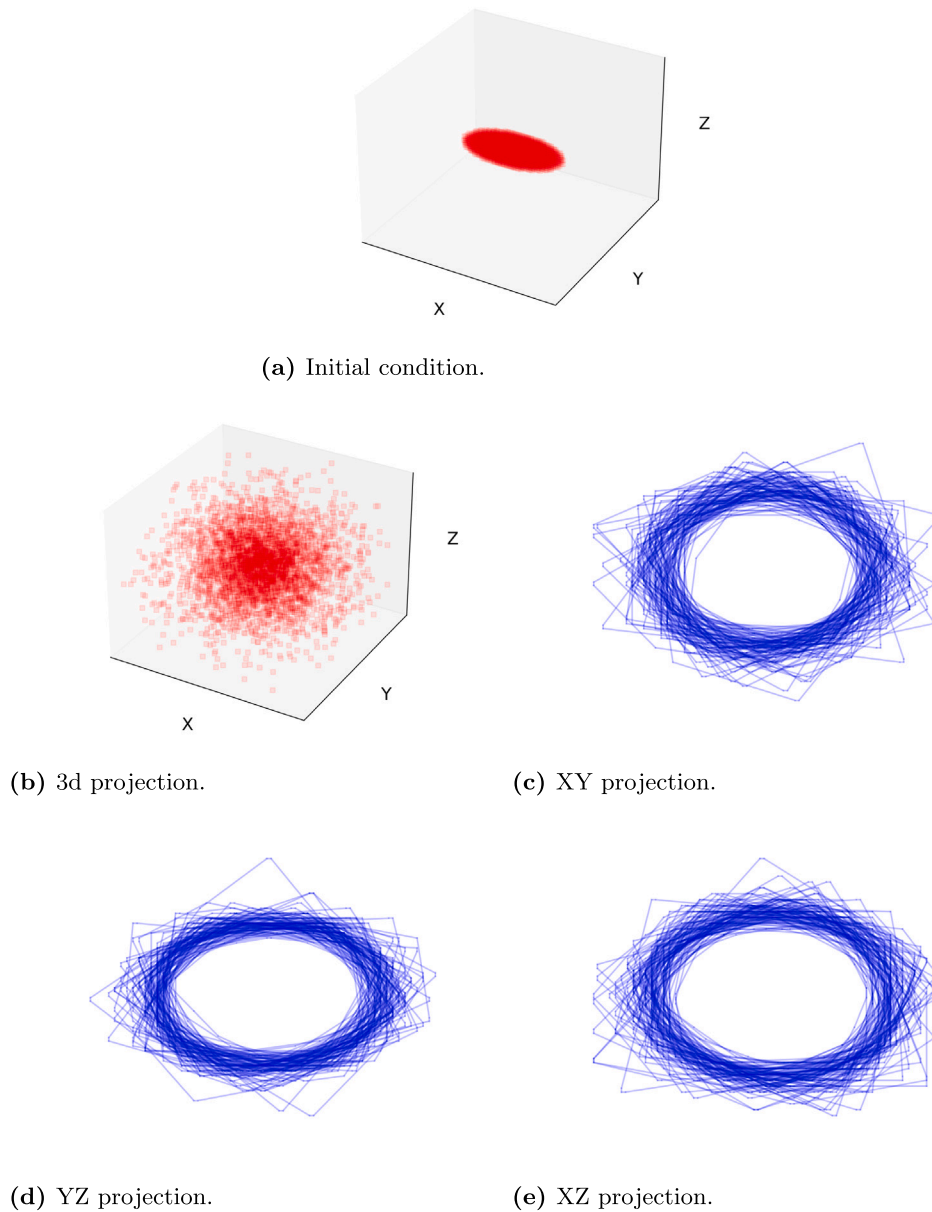 Z
Y
X
(a) Initial condition.
Z
Y
X
(b) 3d projection.
(c) XY projection.
(d) YZ projection.
(e) XZ projection.